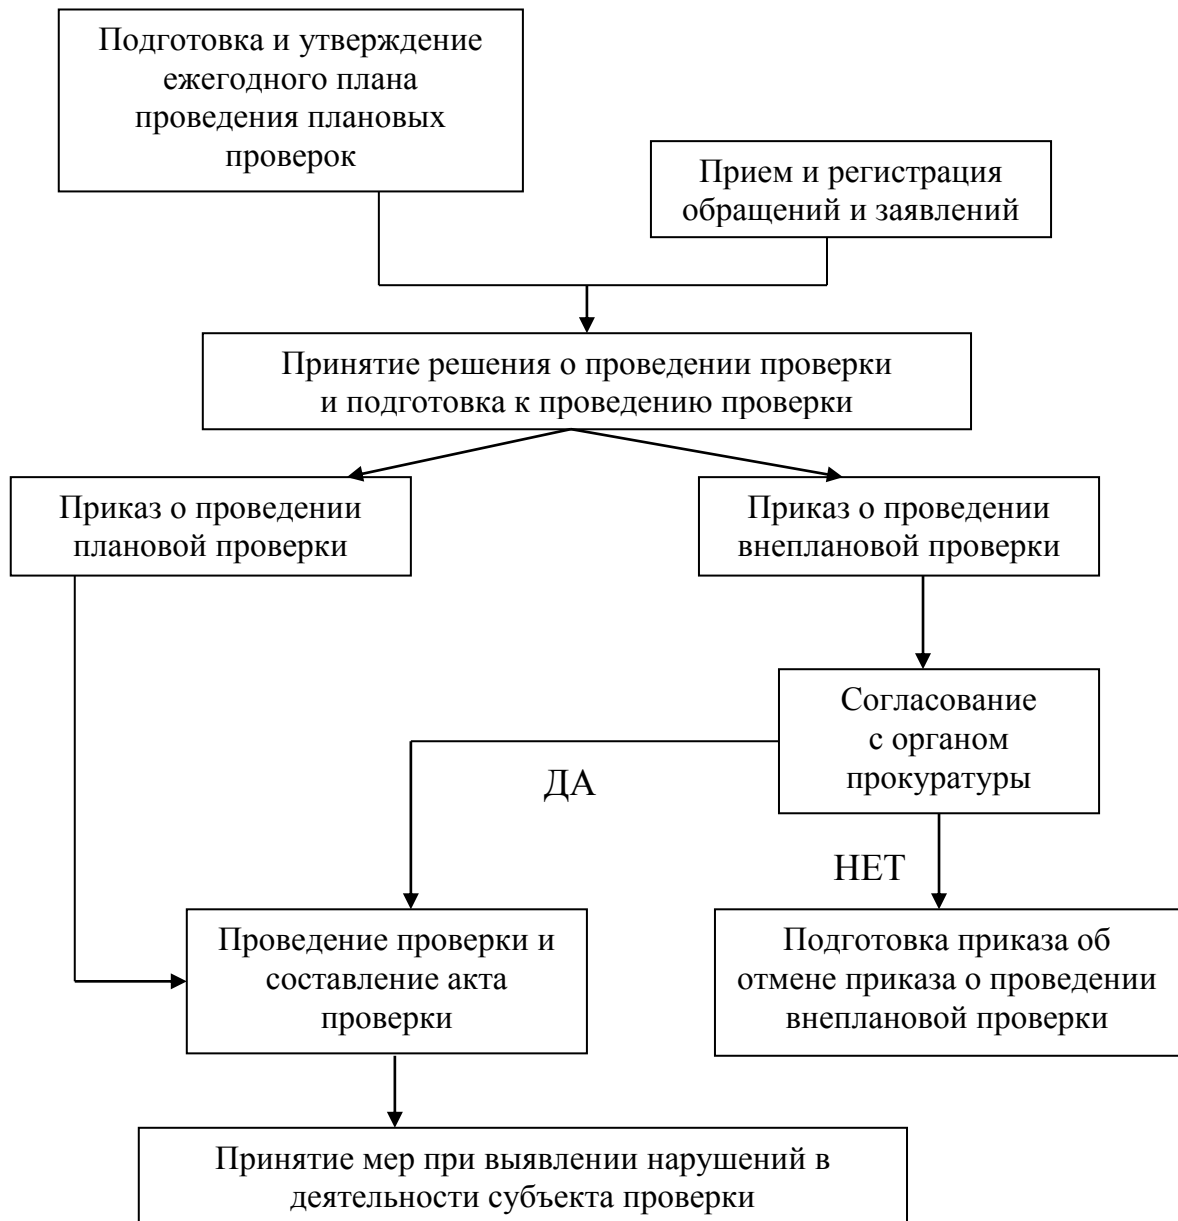 Подготовка и утверждение
ежегодного плана
проведения плановых
проверок
Прием и регистрация
обращений и заявлений
Принятие решения о проведении проверки
и подготовка к проведению проверки
Приказ о проведении
плановой проверки
Приказ о проведении
внеплановой проверки
Согласование
с органом
прокуратуры
ДА
НЕТ
Проведение проверки и
составление акта
проверки
Подготовка приказа об
отмене приказа о проведении
внеплановой проверки
Принятие мер при выявлении нарушений в
деятельности субъекта проверки